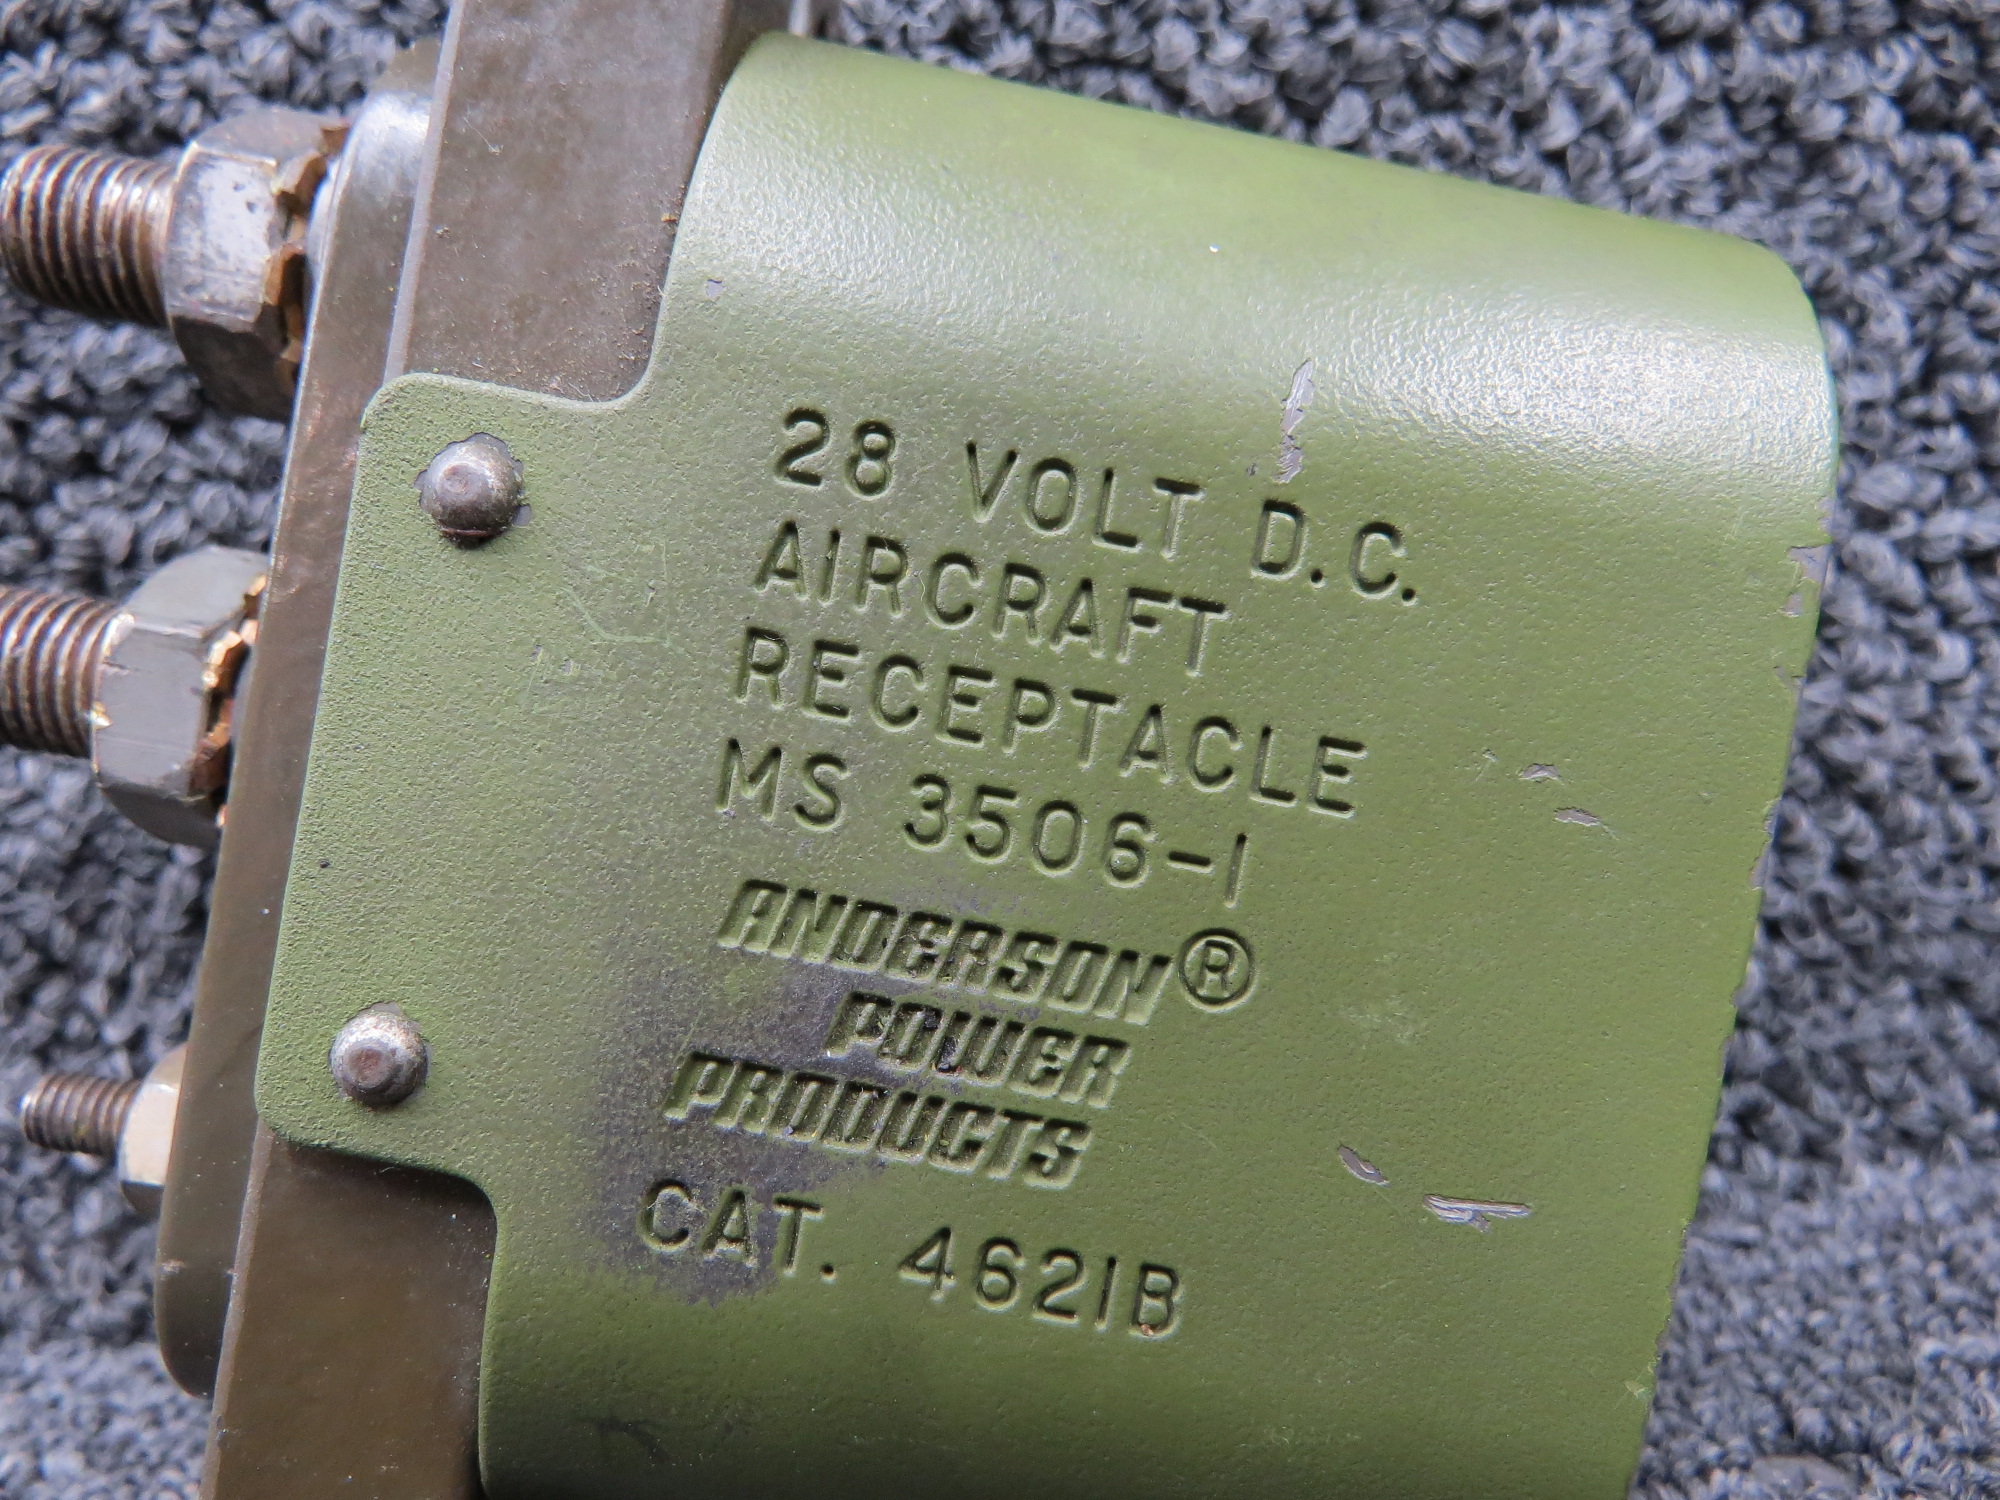 28 VOLT D.C.
AIRCRAFT
RECEPTACLE
MS 3506-1
ANDERSON®
POWER
PRODUCTS
CAT. 4621B